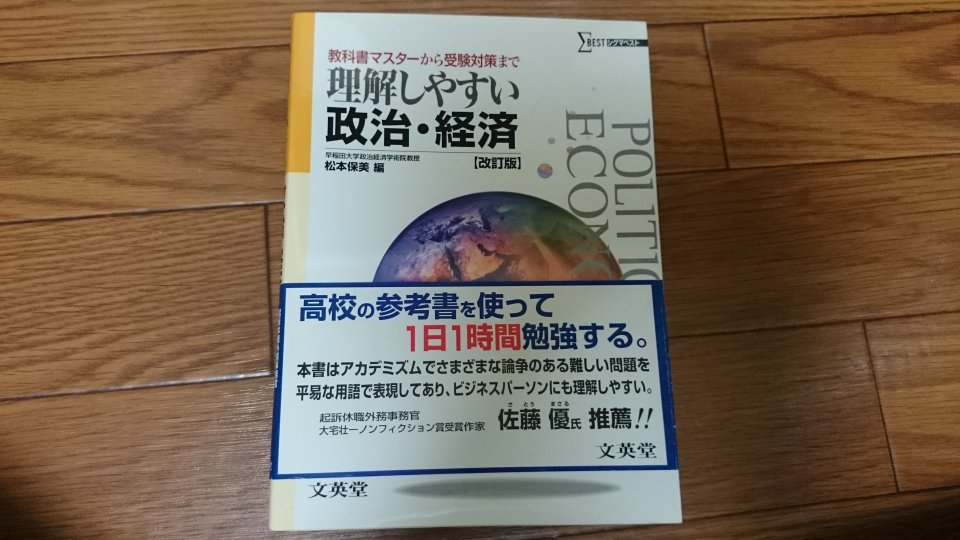 ΣBEST シグマベスト
教科書マスターから受験対策まで
理解しやすい
政治・経済
早稲田大学政治経済学術院教授
松本保美 編
【改訂版】
POLITIC
ECONO
高校の参考書を使って
1日1時間勉強する。
本書はアカデミズムでさまざまな論争のある難しい問題を
平易な用語で表現してあり、ビジネスパーソンにも理解しやすい。
起訴休職外務事務官
大宅壮一ノンフィクション賞受賞作家
さとう まさる
佐藤 優氏 推薦!!
文英堂
文英堂